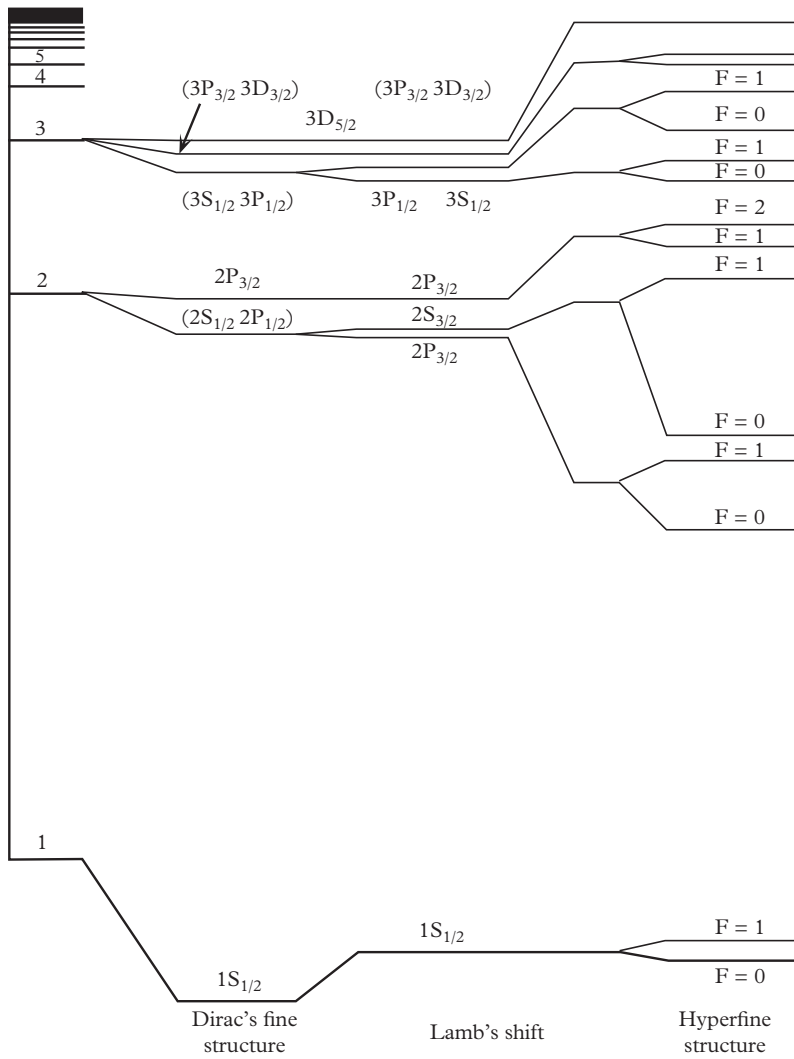 5
4
3
2
1
(3P3/2 3D3/2)
(3P3/2 3D3/2)
3D5/2
(3S1/2 3P1/2)
3P1/2
3S1/2
2P3/2
2P3/2
(2S1/2 2P1/2)
2S3/2
2P3/2
1S1/2
1S1/2
F = 1
F = 0
F = 1
F = 0
F = 2
F = 1
F = 1
F = 0
F = 1
F = 0
F = 1
F = 0
Dirac's fine
structure
Lamb's shift
Hyperfine
structure